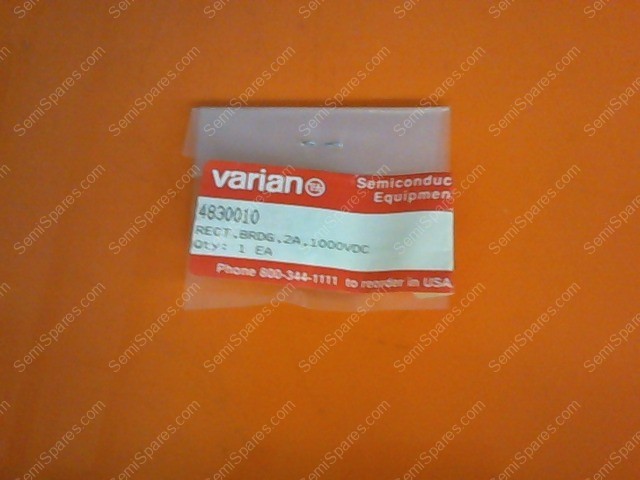 varian
Semiconduc
Equipmen
4830010
RECT.BRDG.2A.1000VDC
Qty: 1 EA
Phone 800-344-1111 to reorder in USA
SemiSpares.com